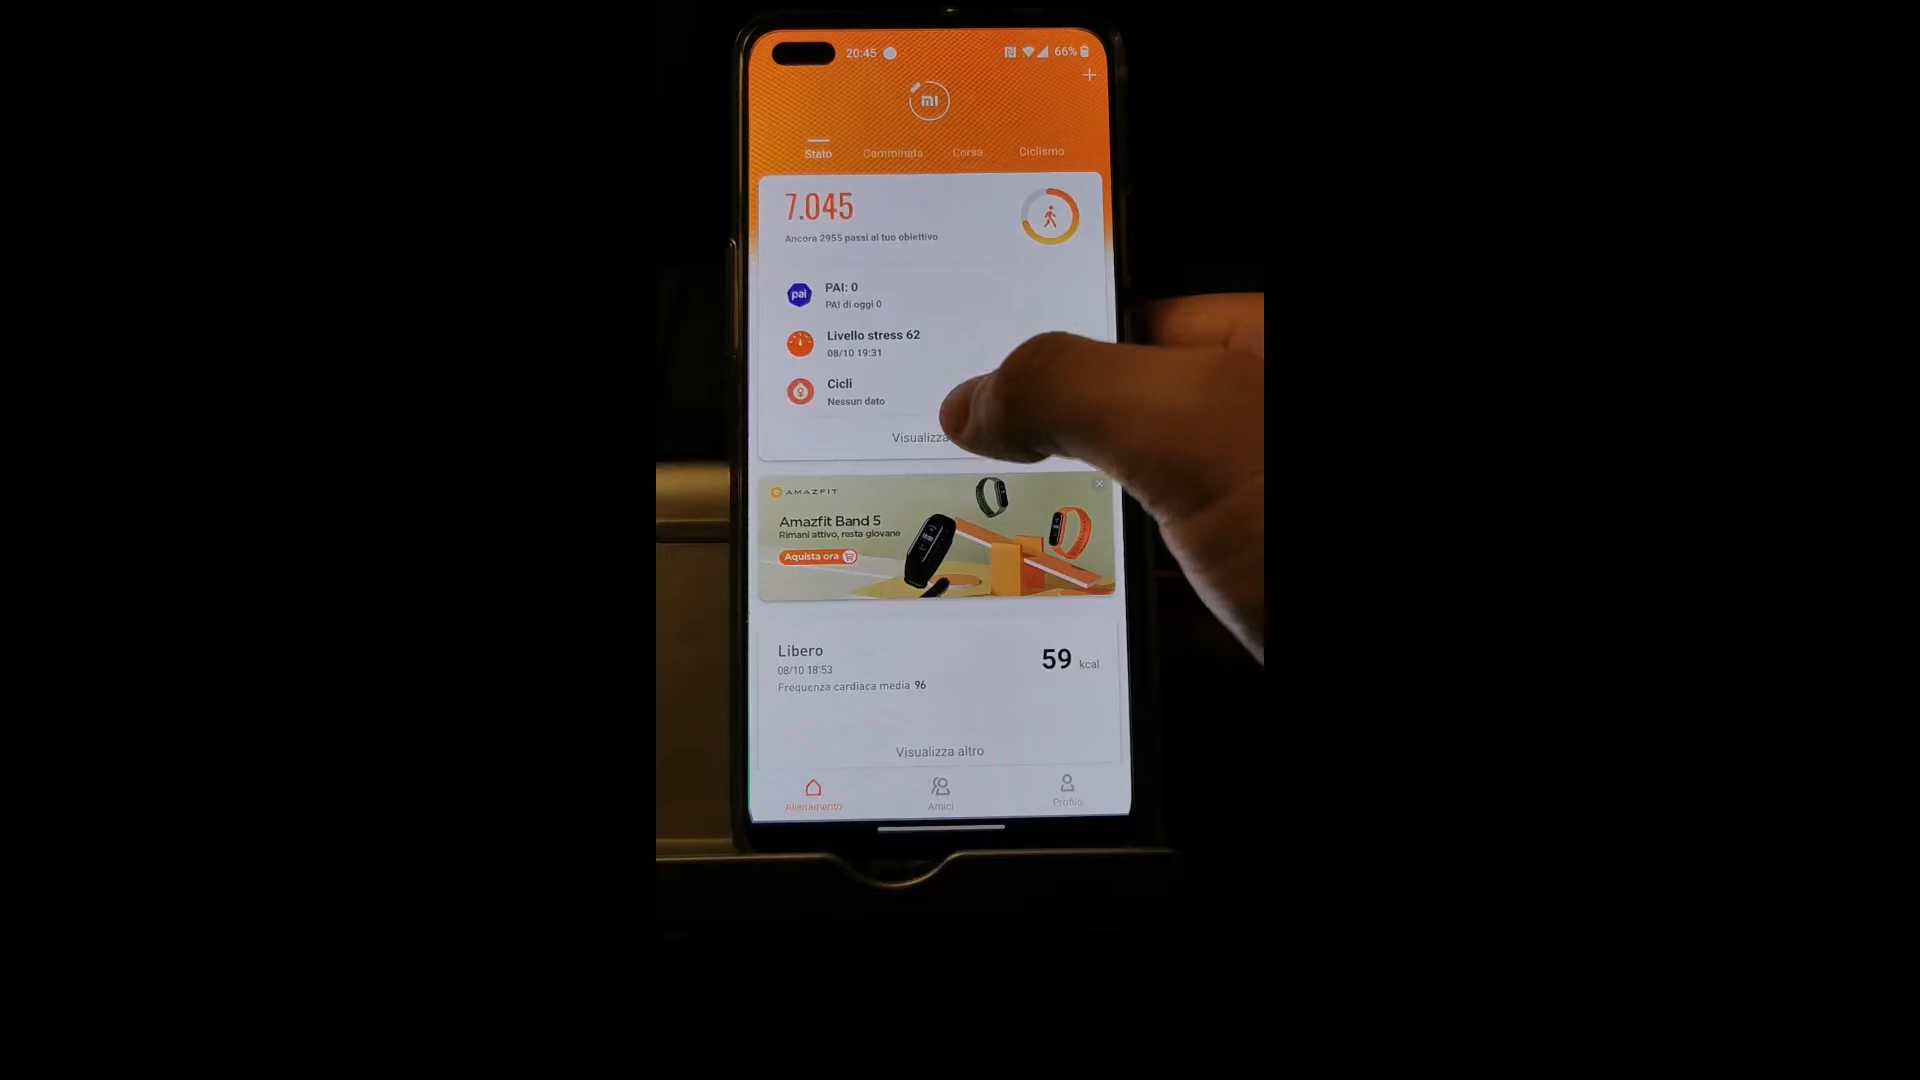 20:45
66%
mi
Stato Camminata Corsa Ciclismo
7.045
Ancora 2955 passi al tuo obiettivo
pai
PAI: 0
PAI di oggi 0
Livello stress 62
08/10 19:31
Cicli
Nessun dato
Visualizza
AMAZFIT
Amazfit Band 5
Rimani attivo, resta giovane
Aquista ora
Libero
59 kcal
08/10 18:53
Frequenza cardiaca media 96
Visualizza altro
Allenamento Amici Profilo